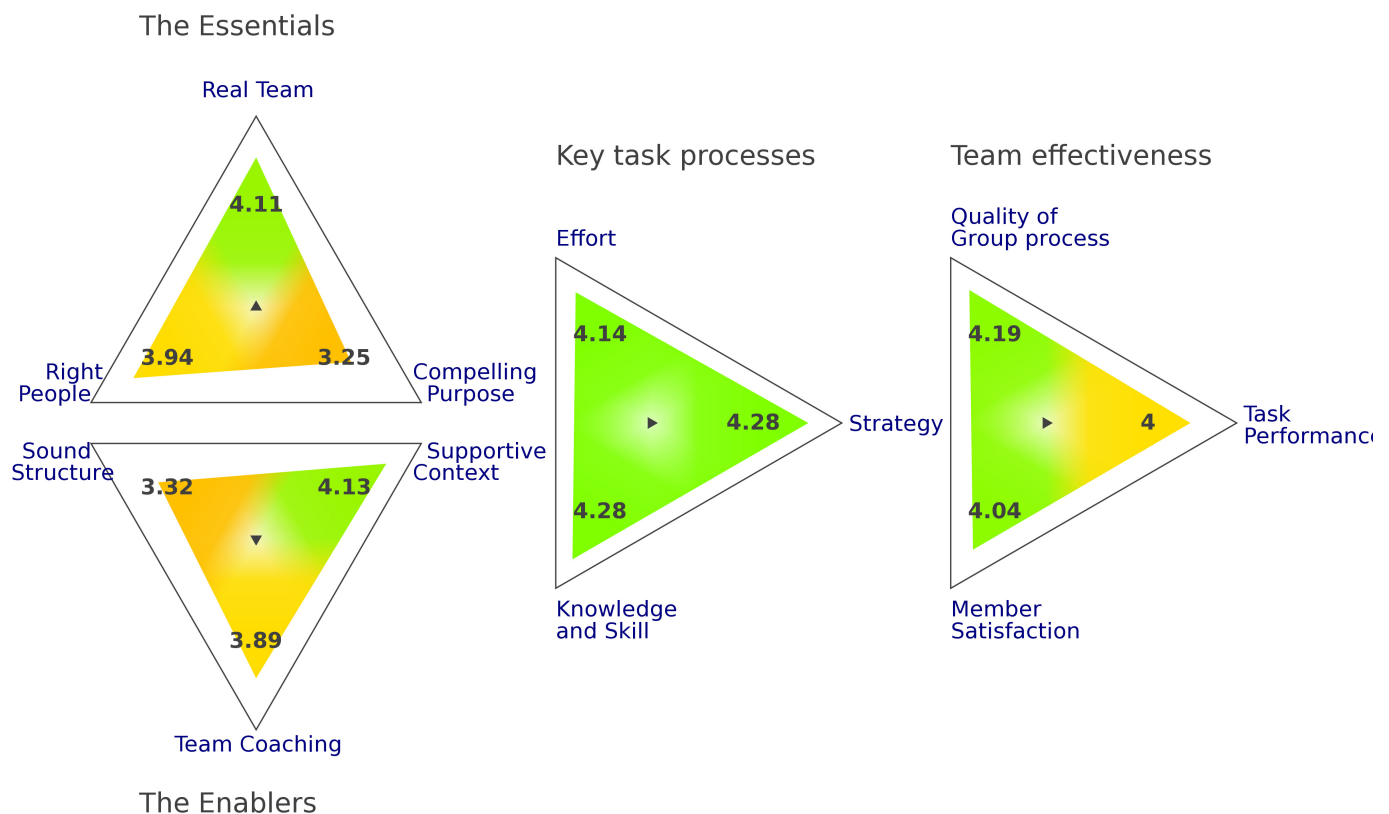 The Essentials
Real Team
4.11
3.94
3.25
Right
People
Compelling
Purpose
Sound
Structure
Supportive
Context
3.32
4.13
3.89
Team Coaching
The Enablers
Key task processes
Effort
4.14
4.28
Strategy
4.28
Knowledge
and Skill
Team effectiveness
Quality of
Group process
4.19
4
Task
Performanc
4.04
Member
Satisfaction